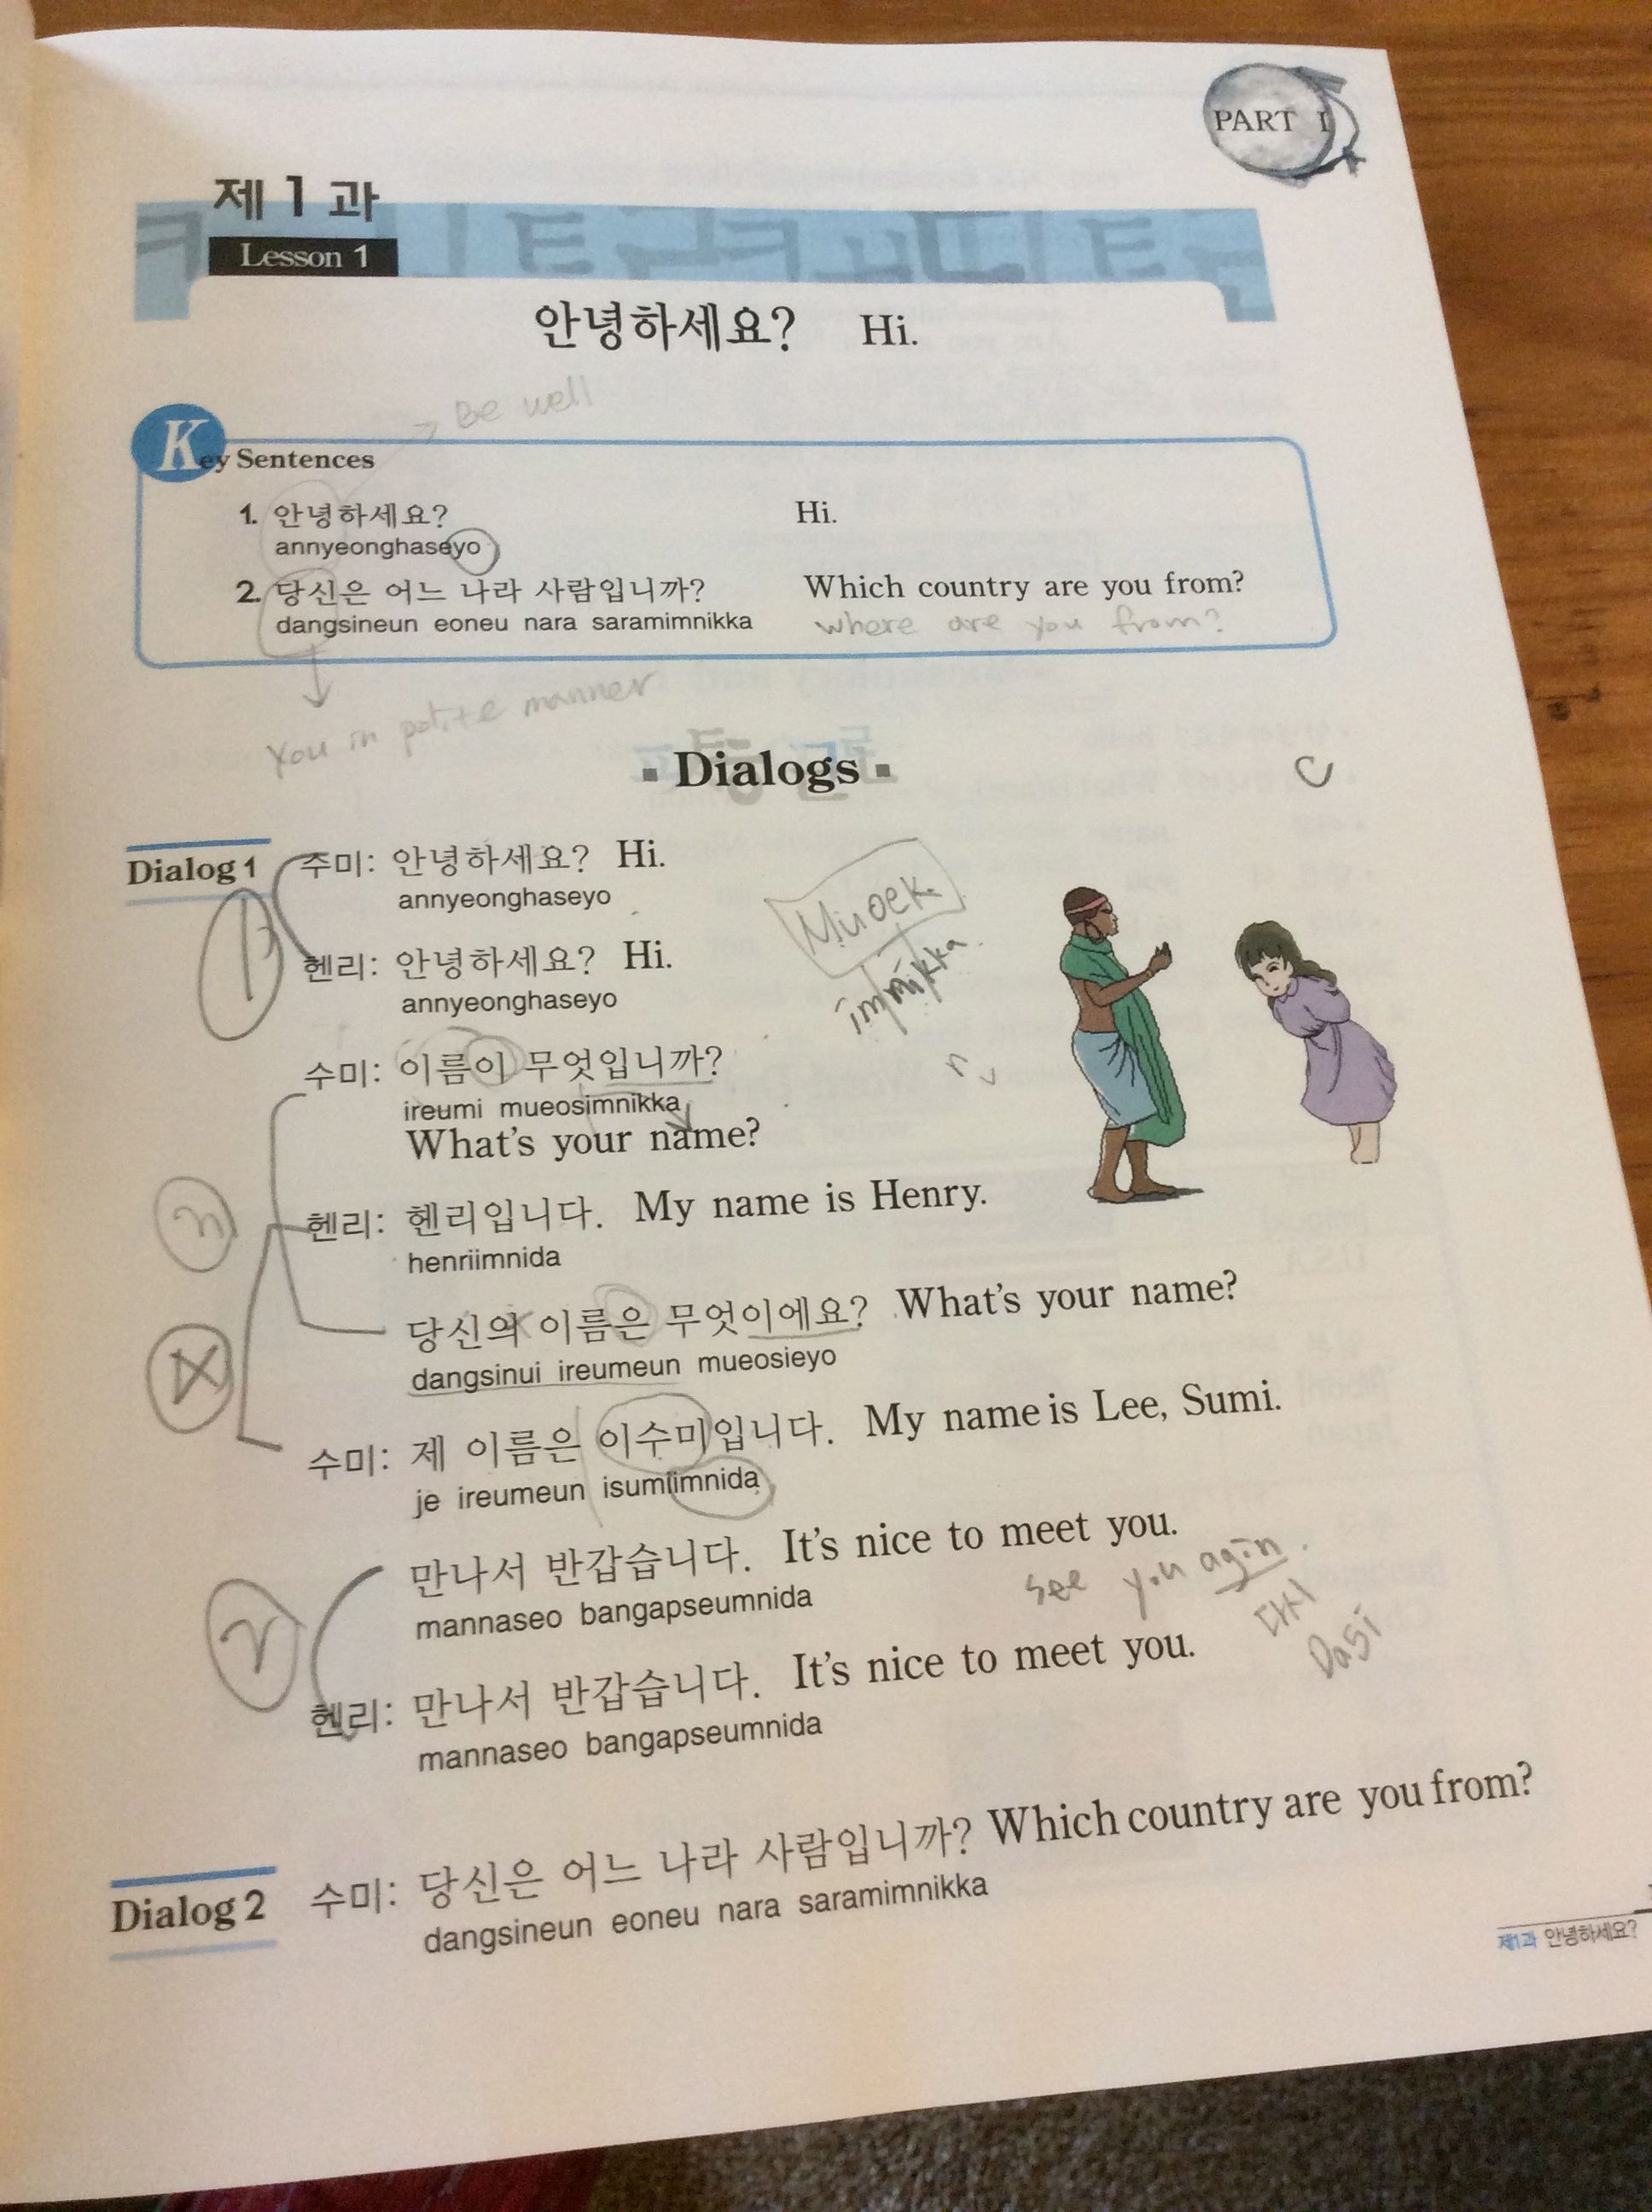 PART I
제 1 과
Lesson 1
안녕하세요? Hi.
→ Be well
Key Sentences
1. 안녕하세요? Hi.
annyeonghaseyo
2. 당신은 어느 나라 사람입니까? Which country are you from?
dangsineun eoneu nara saramimnikka where are you from?
You in polite manner
▪ Dialogs ▪
Dialog 1 수미: 안녕하세요? Hi.
annyeonghaseyo
Muoek
헨리: 안녕하세요? Hi.
immikka
annyeonghaseyo
수미: 이름이 무엇입니까?
ireumi mueosimnikka
What's your name?
헨리: 헨리입니다. My name is Henry.
henriimnida
당신의 이름은 무엇이에요? What's your name?
dangsinui ireumeun mueosieyo
수미: 제 이름은 이수미입니다. My name is Lee, Sumi.
je ireumeun isumiimnida
만나서 반갑습니다. It's nice to meet you.
mannaseo bangapseumnida
see you agin.
다시
Dasi
헨리: 만나서 반갑습니다. It's nice to meet you.
mannaseo bangapseumnida
Dialog 2 수미: 당신은 어느 나라 사람입니까? Which country are you from?
dangsineun eoneu nara saramimnikka
제1과 안녕하세요?